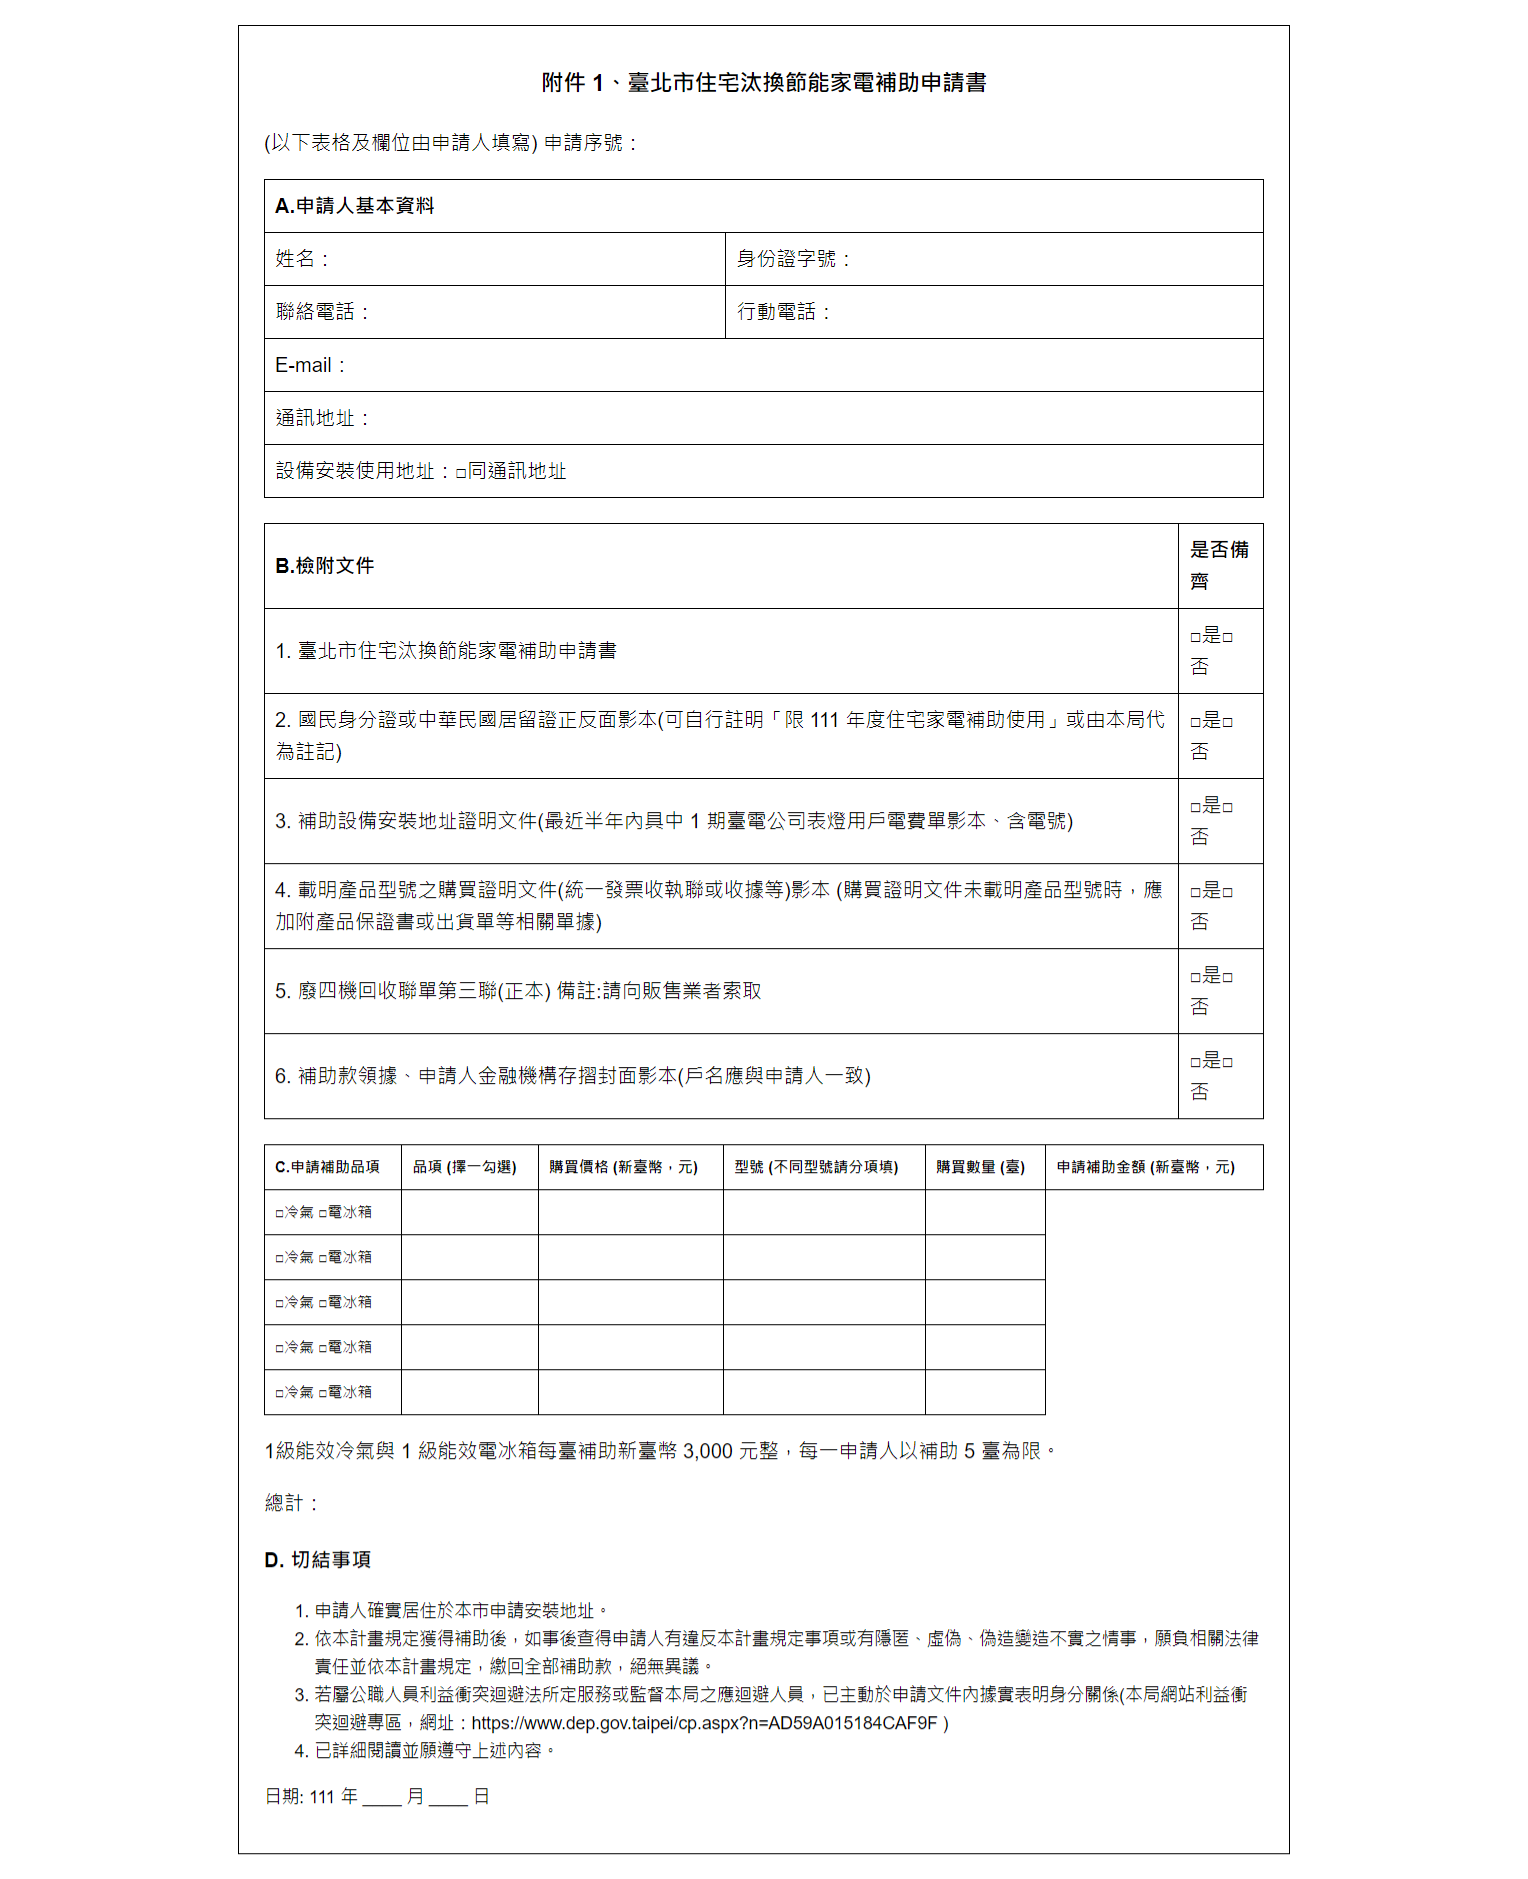 附件 1、臺北市住宅汰換節能家電補助申請書
(以下表格及欄位由申請人填寫) 申請序號：
A.申請人基本資料
姓名：
身份證字號：
聯絡電話：
行動電話：
E-mail：
通訊地址：
設備安裝使用地址：□同通訊地址
B.檢附文件
是否備
齊
1. 臺北市住宅汰換節能家電補助申請書
□是□
否
2. 國民身分證或中華民國居留證正反面影本(可自行註明「限 111 年度住宅家電補助使用」或由本局代
為註記)
□是□
否
3. 補助設備安裝地址證明文件(最近半年內具中 1 期臺電公司表燈用戶電費單影本、含電號)
□是□
否
4. 載明產品型號之購買證明文件(統一發票收執聯或收據等)影本 (購買證明文件未載明產品型號時，應
加附產品保證書或出貨單等相關單據)
□是□
否
5. 廢四機回收聯單第三聯(正本) 備註:請向販售業者索取
□是□
否
6. 補助款領據、申請人金融機構存摺封面影本(戶名應與申請人一致)
□是□
否
C.申請補助品項
品項 (擇一勾選)
購買價格 (新臺幣，元)
型號 (不同型號請分項填)
購買數量 (臺)
申請補助金額 (新臺幣，元)
□冷氣 □電冰箱
□冷氣 □電冰箱
□冷氣 □電冰箱
□冷氣 □電冰箱
□冷氣 □電冰箱
1級能效冷氣與 1 級能效電冰箱每臺補助新臺幣 3,000 元整，每一申請人以補助 5 臺為限。
總計：
D. 切結事項
1. 申請人確實居住於本市申請安裝地址。
2. 依本計畫規定獲得補助後，如事後查得申請人有違反本計畫規定事項或有隱匿、虛偽、偽造變造不實之情事，願負相關法律
責任並依本計畫規定，繳回全部補助款，絕無異議。
3. 若屬公職人員利益衝突迴避法所定服務或監督本局之應迴避人員，已主動於申請文件內據實表明身分關係(本局網站利益衝
突迴避專區，網址：https://www.dep.gov.taipei/cp.aspx?n=AD59A015184CAF9F )
4. 已詳細閱讀並願遵守上述內容。
日期: 111 年 ____ 月 ____ 日